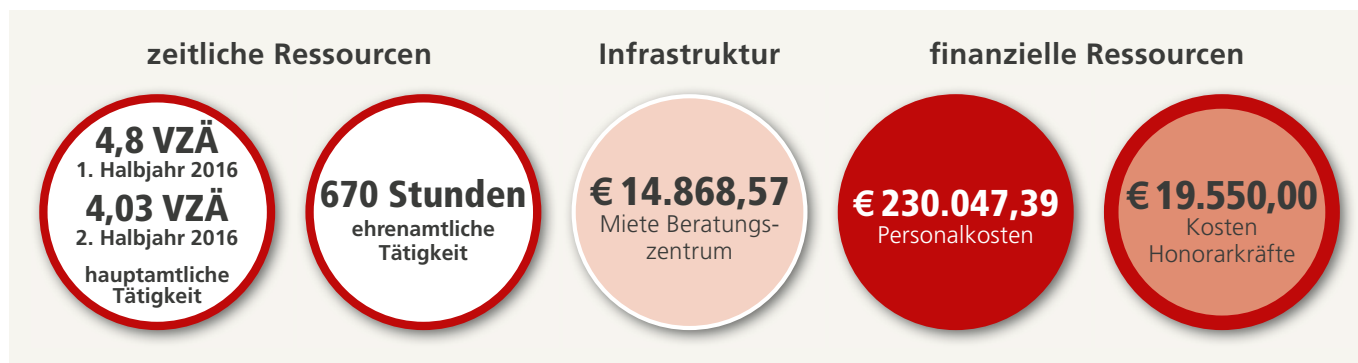 zeitliche Ressourcen
Infrastruktur
finanzielle Ressourcen
4,8 VZÄ
1. Halbjahr 2016
4,03 VZÄ
2. Halbjahr 2016
hauptamtliche
Tätigkeit
670 Stunden
ehrenamtliche
Tätigkeit
€ 14.868,57
Miete Beratungs-
zentrum
€ 230.047,39
Personalkosten
€ 19.550,00
Kosten
Honorarkräfte